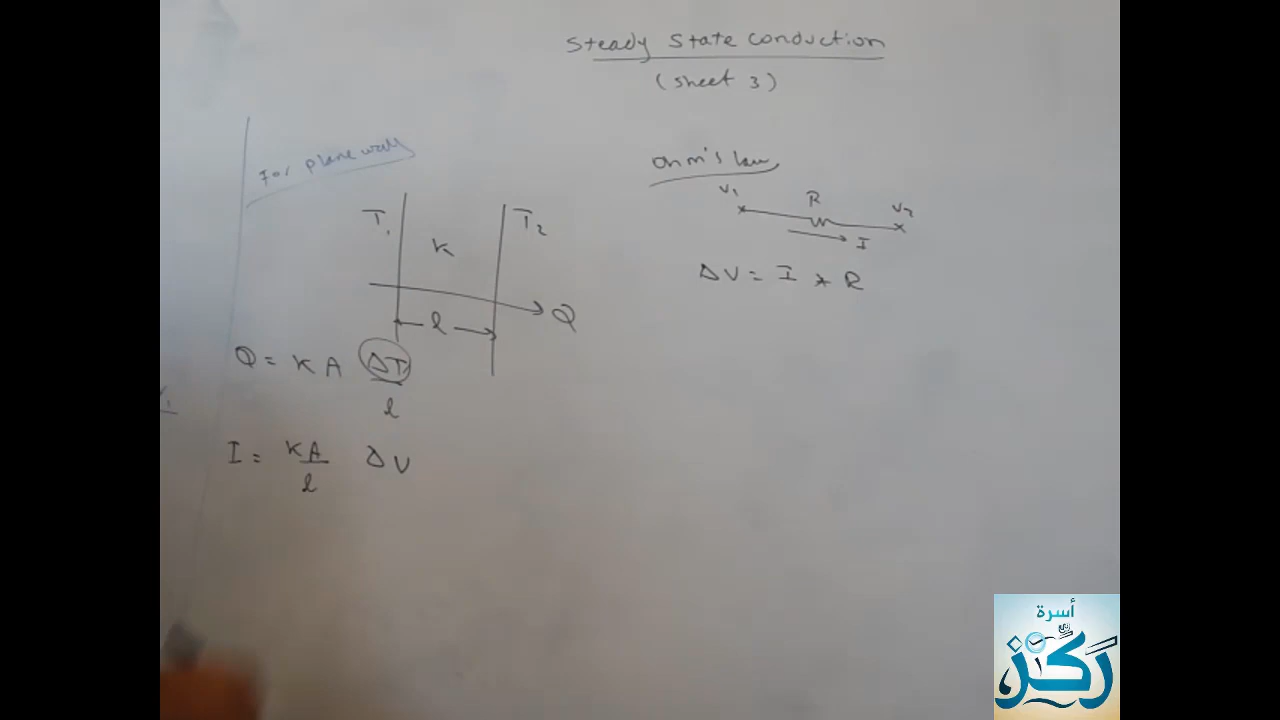 Steady State conduction
(sheet 3)
For plane wall
ohm's law
T1 T2
K
l
Q
V1 R V2
I
ΔV = I * R
Q = K A ΔT/l
I = KA/l ΔV
أسرة
رَكِّز